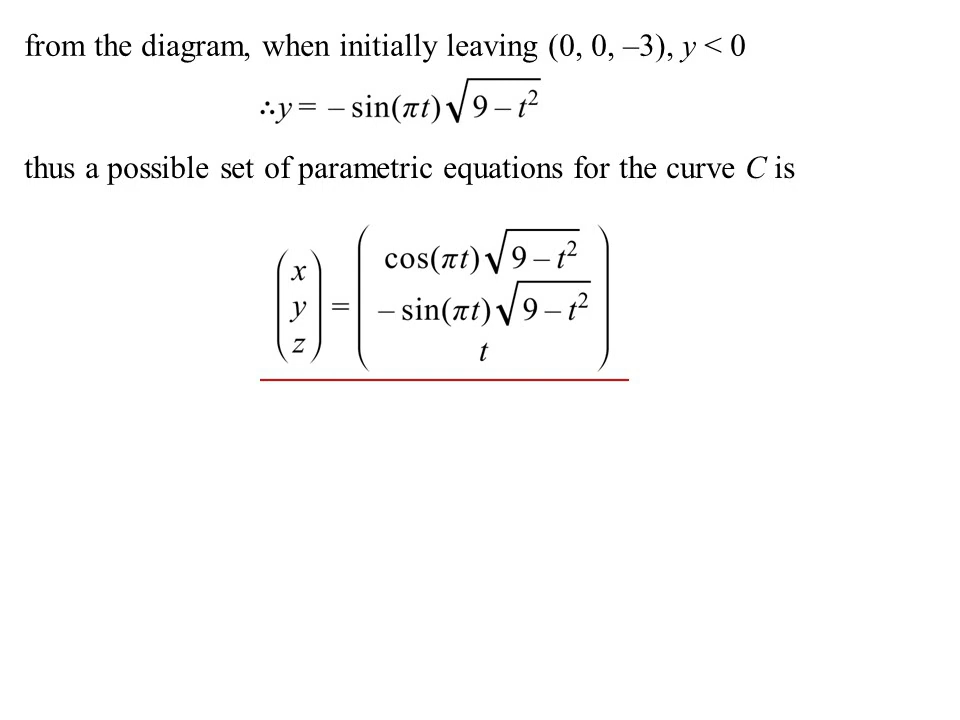 from the diagram, when initially leaving (0, 0, –3), y < 0
∴y = – sin(πt)√(9 – t²)
thus a possible set of parametric equations for the curve C is
(x y z) = (cos(πt)√(9 – t²)
– sin(πt)√(9 – t²)
t)